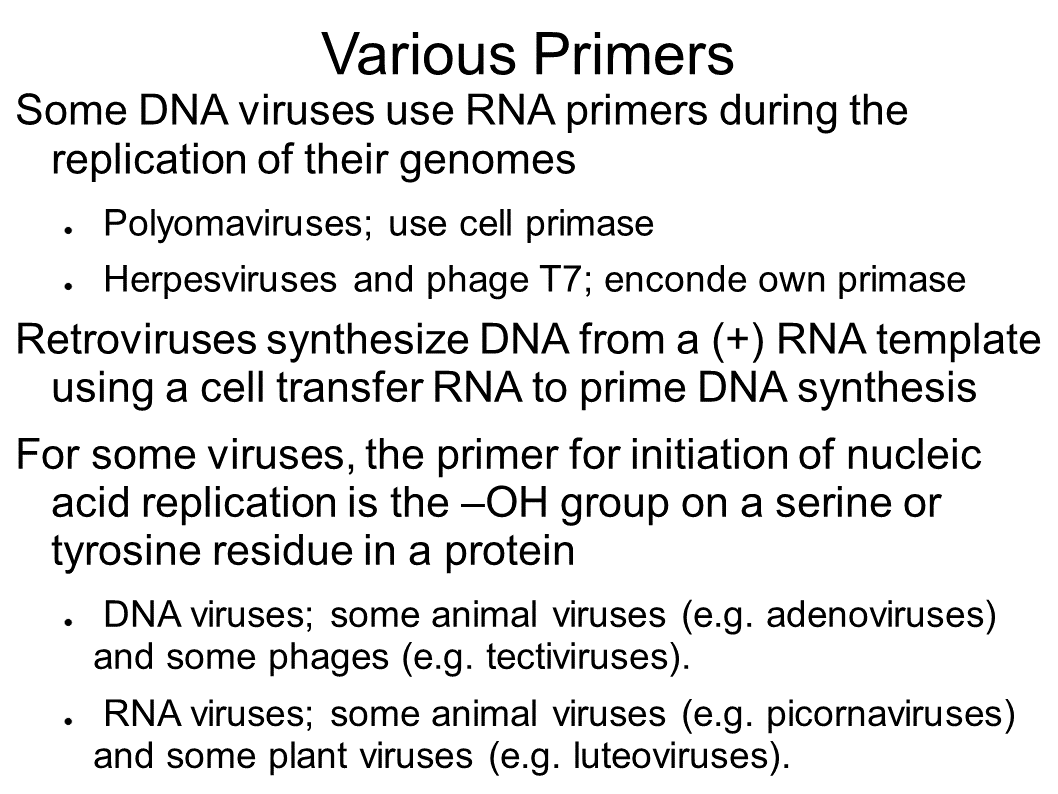 Various Primers
Some DNA viruses use RNA primers during the
replication of their genomes
● Polyomaviruses; use cell primase
● Herpesviruses and phage T7; enconde own primase
Retroviruses synthesize DNA from a (+) RNA template
using a cell transfer RNA to prime DNA synthesis
For some viruses, the primer for initiation of nucleic
acid replication is the –OH group on a serine or
tyrosine residue in a protein
● DNA viruses; some animal viruses (e.g. adenoviruses)
and some phages (e.g. tectiviruses).
● RNA viruses; some animal viruses (e.g. picornaviruses)
and some plant viruses (e.g. luteoviruses).